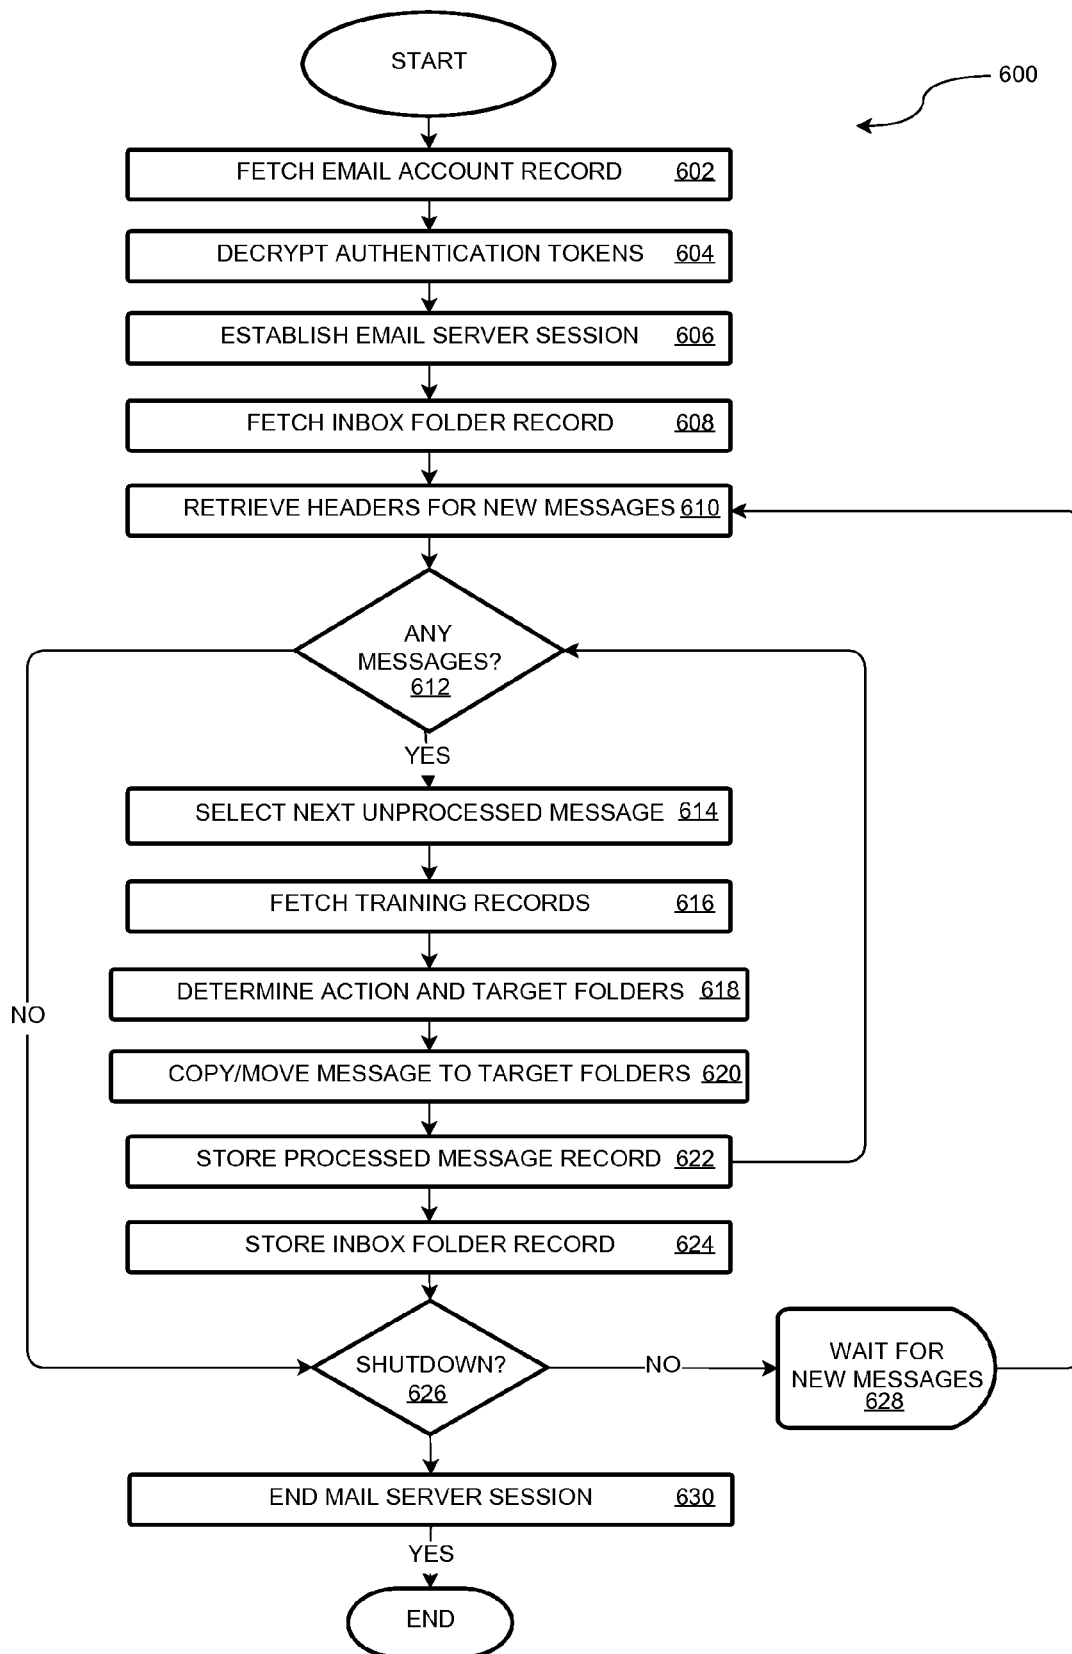 START
600
FETCH EMAIL ACCOUNT RECORD 602
DECRYPT AUTHENTICATION TOKENS 604
ESTABLISH EMAIL SERVER SESSION 606
FETCH INBOX FOLDER RECORD 608
RETRIEVE HEADERS FOR NEW MESSAGES 610
ANY
MESSAGES?
612
YES
SELECT NEXT UNPROCESSED MESSAGE 614
FETCH TRAINING RECORDS 616
DETERMINE ACTION AND TARGET FOLDERS 618
NO
COPY/MOVE MESSAGE TO TARGET FOLDERS 620
STORE PROCESSED MESSAGE RECORD 622
STORE INBOX FOLDER RECORD 624
SHUTDOWN?
626
NO
WAIT FOR
NEW MESSAGES
628
END MAIL SERVER SESSION 630
YES
END